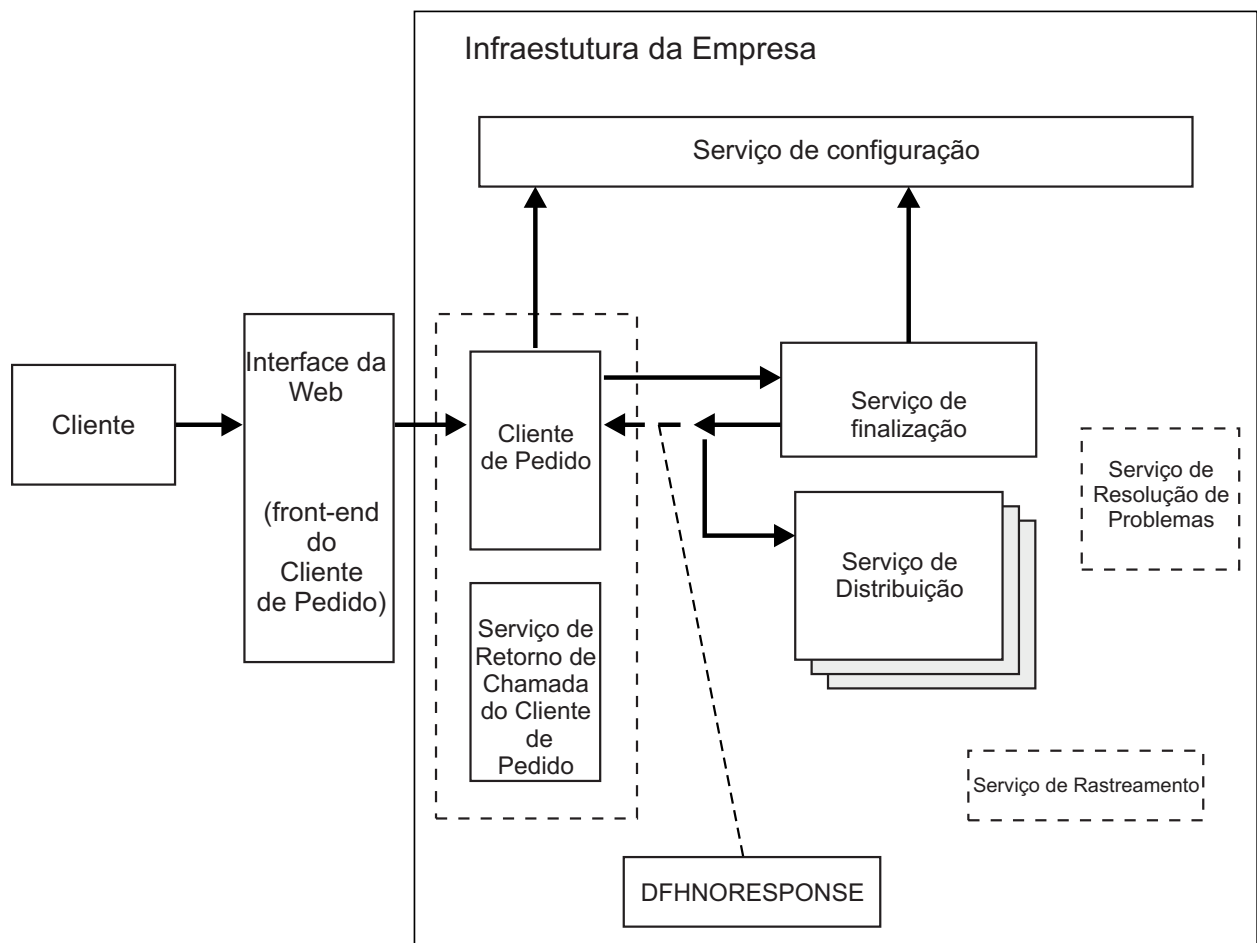 Infraestutura da Empresa
Serviço de configuração
Cliente
Interface da
Web
(front-end
do
Cliente
de Pedido)
Cliente
de Pedido
Serviço de
finalização
Serviço de
Resolução de
Problemas
Serviço de
Distribuição
Serviço de
Retorno de
Chamada
do Cliente
de
Pedido
Serviço de Rastreamento
DFHNORESPONSE